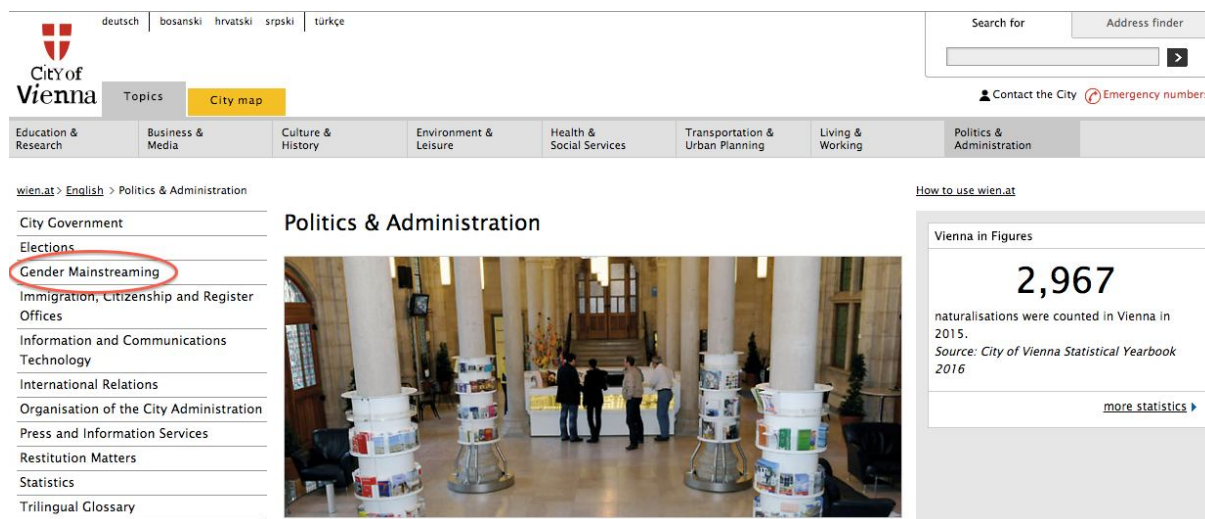 deutsch bosanski hrvatski srpski türkçe
CitY of
Vienna
Topics
City map
Search for
Address finder
Contact the City
Emergency numbers
Education &
Research
Business &
Media
Culture &
History
Environment &
Leisure
Health &
Social Services
Transportation &
Urban Planning
Living &
Working
Politics &
Administration
wien.at > English > Politics & Administration
How to use wien.at
City Government
Elections
Gender Mainstreaming
Immigration, Citizenship and Register
Offices
Information and Communications
Technology
International Relations
Organisation of the City Administration
Press and Information Services
Restitution Matters
Statistics
Trilingual Glossary
Politics & Administration
Vienna in Figures
2,967
naturalisations were counted in Vienna in
2015.
Source: City of Vienna Statistical Yearbook
2016
more statistics